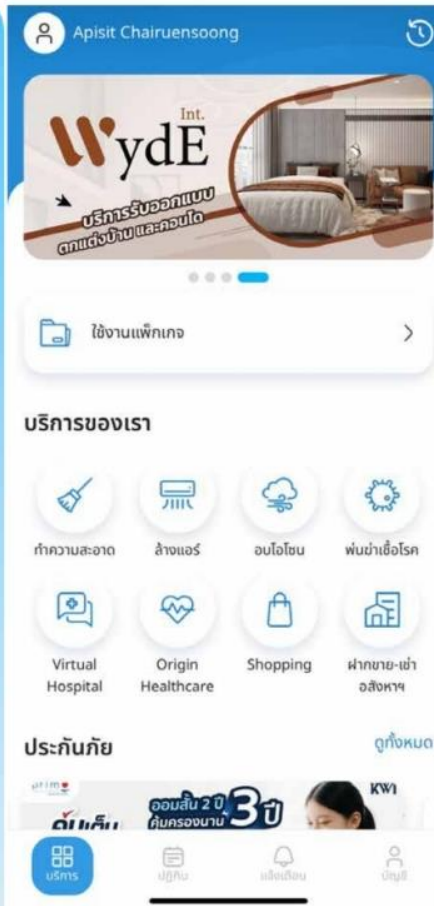 Apisit Chairuensoong
Int.
WydE
บริการรับออกแบบ
ตกแต่งบ้าน และคอนโด
ใช้งานแพ็กเกจ
บริการของเรา
ทำความสะอาด ล้างแอร์ อบโอโซน พ่นฆ่าเชื้อโรค
Virtual Hospital
Origin Healthcare
Shopping
ฝากขาย-เช่า อสังหาฯ
ประกันภัย ดูทั้งหมด
KWI
ออมสั้น 2 ปี
คุ้มครองนาน 3 ปี
บริการ ปฏิทิน แจ้งเตือน บัญชี